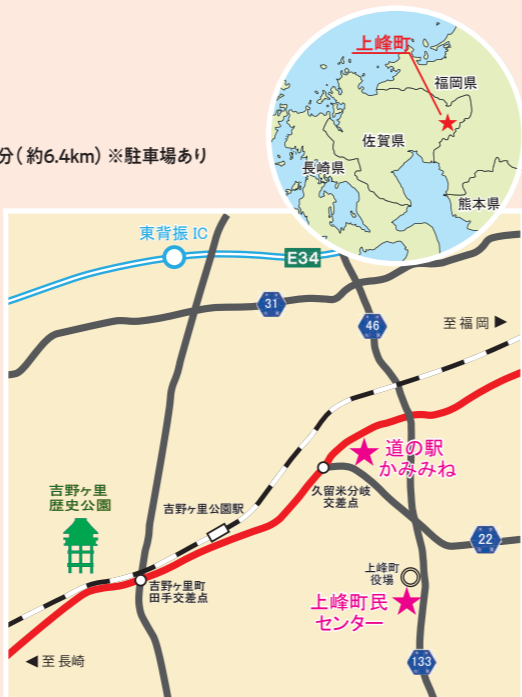 上峰町
福岡県
佐賀県
長崎県
熊本県
分(約6.4km) ※駐車場あり
東背振 IC
E34
31
46
至福岡▶
道の駅
かみみね
久留米分岐
交差点
吉野ヶ里公園駅
吉野ヶ里
歴史公園
22
上峰町
役場
吉野ヶ里町
田手交差点
上峰町民
センター
◀至長崎
133